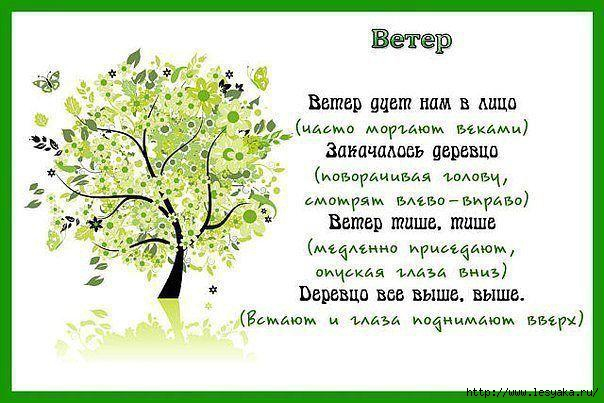 Ветер
Ветер дует нам в лицо
(часто моргают веками)
Закачалось деревцо
(поворачивая голову,
смотрят влево-вправо)
Ветер тише, тише
(медленно приседают,
опуская глаза вниз)
Деревцо все выше, выше.
(Встают и глаза поднимают вверх)
http://www.lesyaka.ru/